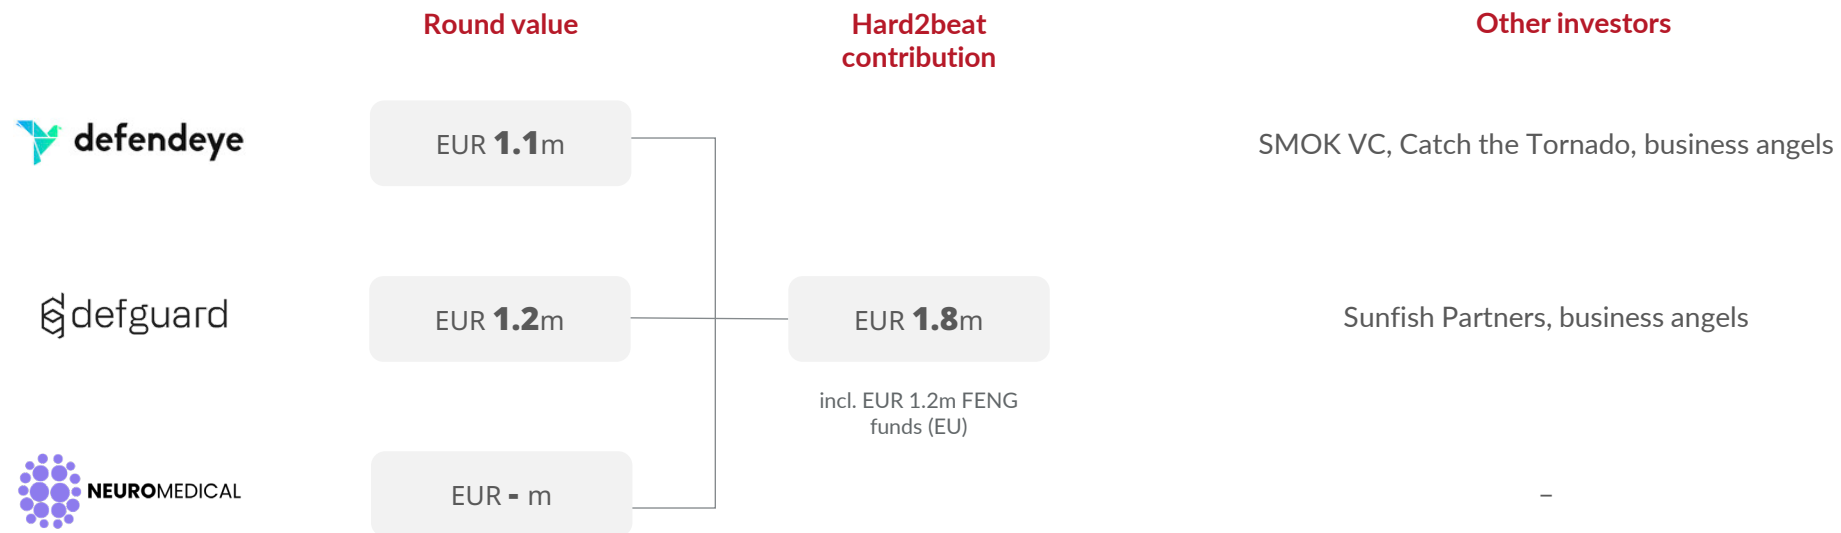 Round value
Hard2beat
contribution
Other investors
defendeye
EUR 1.1m
SMOK VC, Catch the Tornado, business angels
defguard
EUR 1.2m
EUR 1.8m
Sunfish Partners, business angels
incl. EUR 1.2m FENG
funds (EU)
NEUROMEDICAL
EUR - m
–